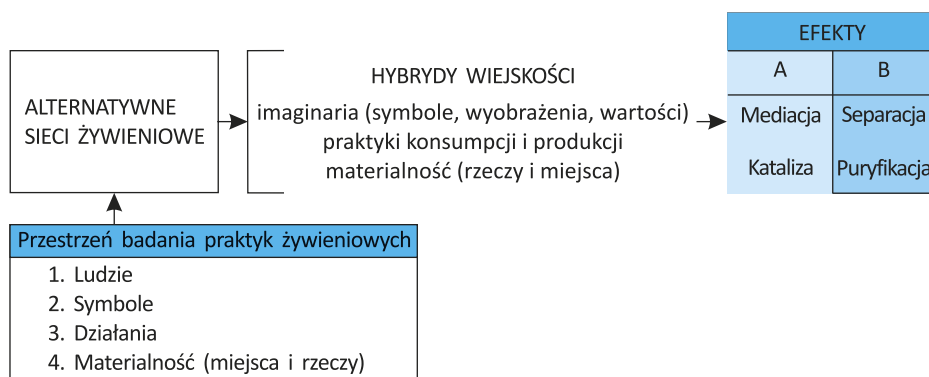 ALTERNATYWNE
SIECI ŻYWIENIOWE
HYBRYDY WIEJSKOŚCI
imaginaria (symbole, wyobrażenia, wartości)
praktyki konsumpcji i produkcji
materialność (rzeczy i miejsca)
EFEKTY
A B
Mediacja Separacja
Kataliza Puryfikacja
Przestrzeń badania praktyk żywieniowych
1. Ludzie
2. Symbole
3. Działania
4. Materialność (miejsca i rzeczy)